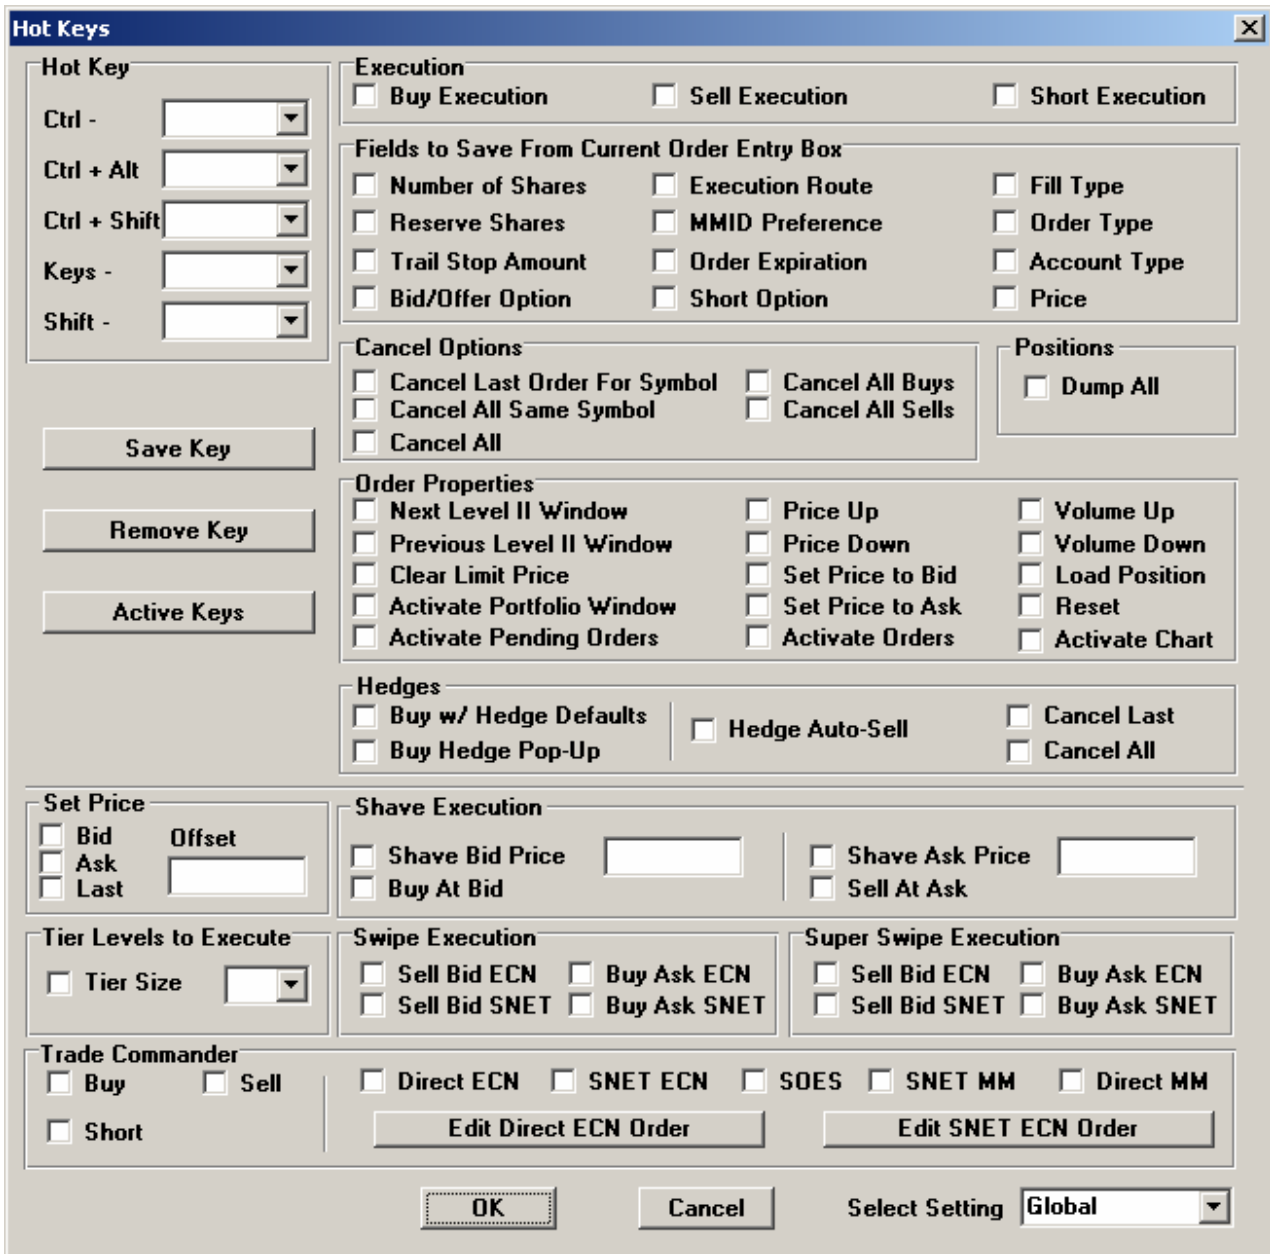 Hot Keys
Hot Key
Ctrl -
Ctrl + Alt
Ctrl + Shift
Keys -
Shift -
Save Key
Remove Key
Active Keys
Execution
Buy Execution Sell Execution Short Execution
Fields to Save From Current Order Entry Box
Number of Shares Execution Route Fill Type
Reserve Shares MMID Preference Order Type
Trail Stop Amount Order Expiration Account Type
Bid/Offer Option Short Option Price
Cancel Options
Cancel Last Order For Symbol Cancel All Buys
Cancel All Same Symbol Cancel All Sells
Cancel All
Positions
Dump All
Order Properties
Next Level II Window Price Up Volume Up
Previous Level II Window Price Down Volume Down
Clear Limit Price Set Price to Bid Load Position
Activate Portfolio Window Set Price to Ask Reset
Activate Pending Orders Activate Orders Activate Chart
Hedges
Buy w/ Hedge Defaults Hedge Auto-Sell Cancel Last
Buy Hedge Pop-Up Cancel All
Set Price
Bid Offset
Ask
Last
Shave Execution
Shave Bid Price Shave Ask Price
Buy At Bid Sell At Ask
Tier Levels to Execute
Tier Size
Swipe Execution
Sell Bid ECN Buy Ask ECN
Sell Bid SNET Buy Ask SNET
Super Swipe Execution
Sell Bid ECN Buy Ask ECN
Sell Bid SNET Buy Ask SNET
Trade Commander
Buy Sell Direct ECN SNET ECN SOES SNET MM Direct MM
Short Edit Direct ECN Order Edit SNET ECN Order
OK Cancel Select Setting Global